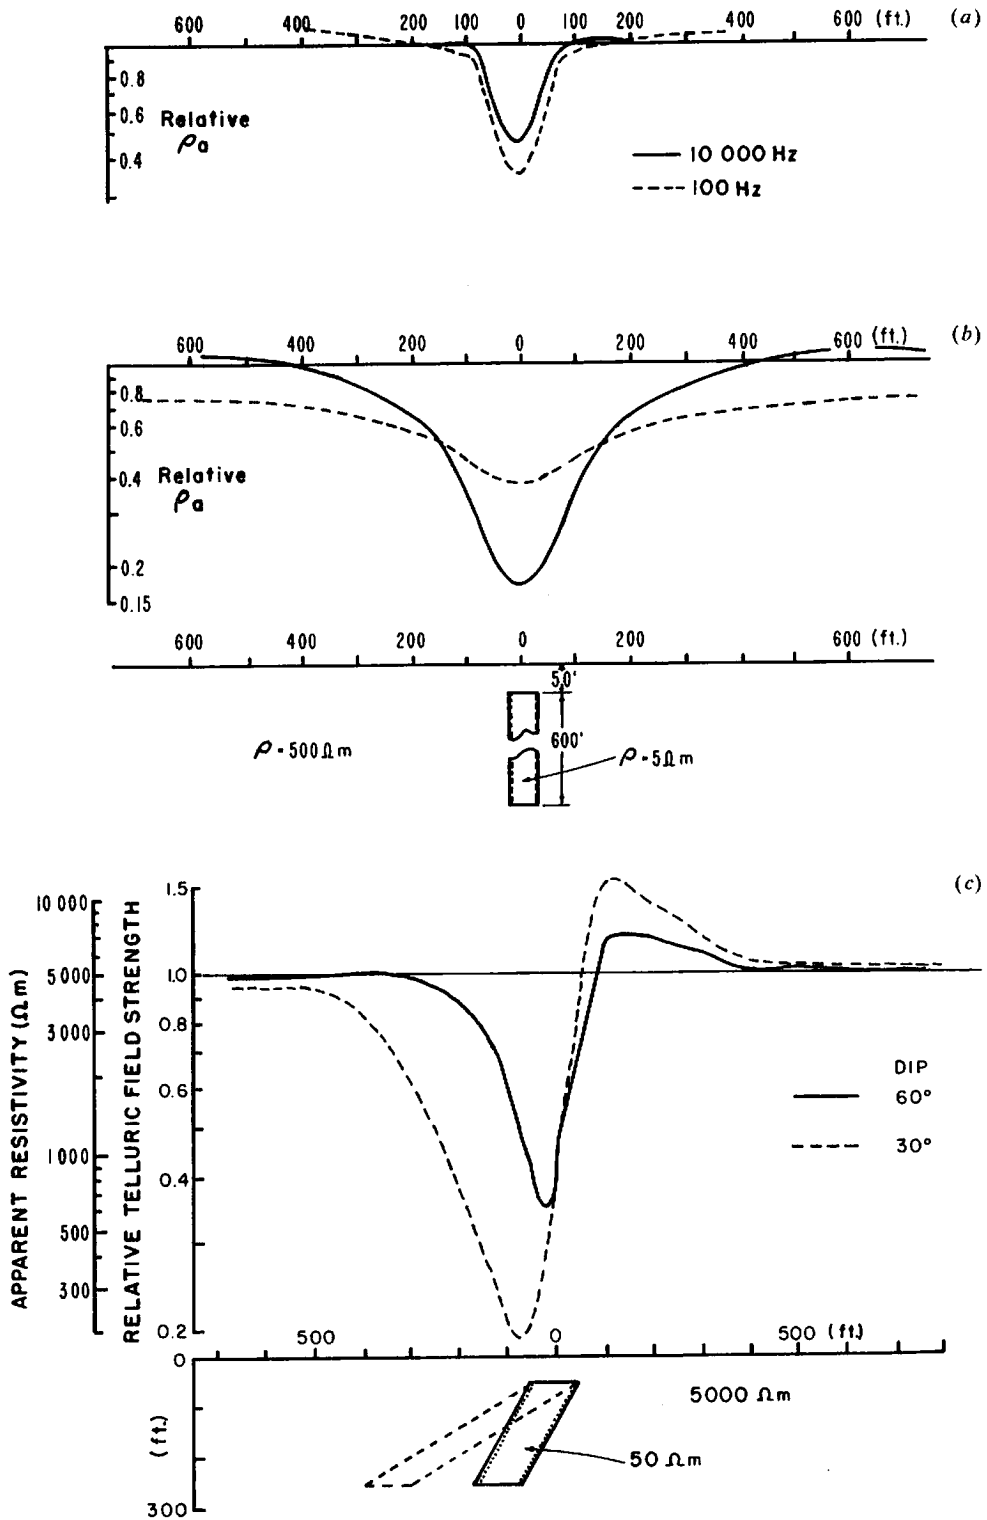 600 400 200 100 0 100 200 400 600 (ft.) (a)
0.8
0.6
0.4
Relative
ρa
10 000 Hz
100 Hz
600 400 200 0 200 400 600 (ft.) (b)
0.8
0.6
0.4
0.2
0.15
Relative
ρa
600 400 200 0 200 600 (ft.)
50'
600'
ρ = 500 Ωm
ρ = 5 Ωm
(c)
APPARENT RESISTIVITY (Ωm)
10 000
5000
3000
1000
500
300
RELATIVE TELLURIC FIELD STRENGTH
1.5
1.0
0.8
0.6
0.4
0.2
DIP
60°
30°
500 0 500 (ft.)
0
(ft.)
300
5000 Ωm
50 Ωm